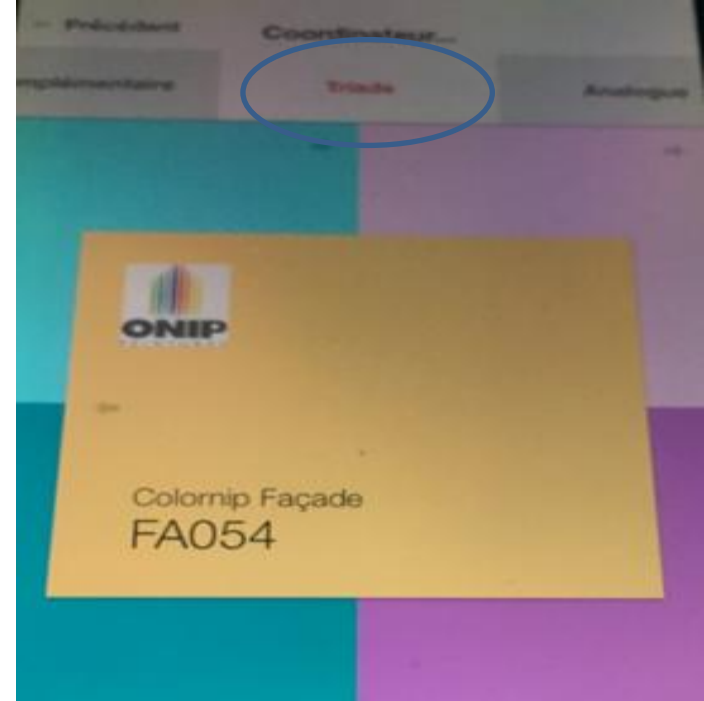 ← Précédent
Coordinateur...
mplémentaire
Triade
Analogue
ONIP
Colornip Façade
FA054